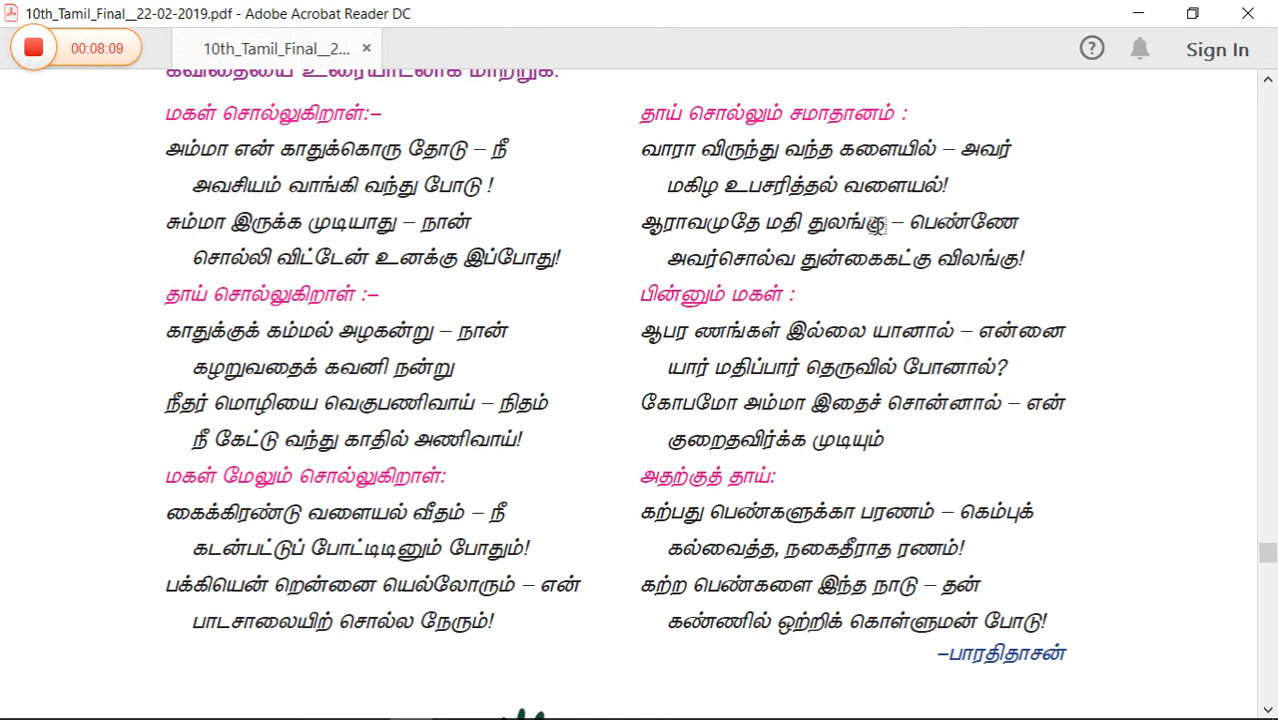 10th_Tamil_Final__22-02-2019.pdf - Adobe Acrobat Reader DC
00:08:09
10th_Tamil_Final__2...
Sign In
கவிதையை உரையாடலாக மாற்றுக.
மகள் சொல்லுகிறாள்:–
அம்மா என் காதுக்கொரு தோடு – நீ
அவசியம் வாங்கி வந்து போடு !
சும்மா இருக்க முடியாது – நான்
சொல்லி விட்டேன் உனக்கு இப்போது!
தாய் சொல்லுகிறாள் :–
காதுக்குக் கம்மல் அழகன்று – நான்
கழறுவதைக் கவனி நன்று
நீதர் மொழியை வெகுபணிவாய் – நிதம்
நீ கேட்டு வந்து காதில் அணிவாய்!
மகள் மேலும் சொல்லுகிறாள்:
கைக்கிரண்டு வளையல் வீதம் – நீ
கடன்பட்டுப் போட்டிடினும் போதும்!
பக்கியென் றென்னை யெல்லோரும் – என்
பாடசாலையிற் சொல்ல நேரும்!
தாய் சொல்லும் சமாதானம் :
வாரா விருந்து வந்த களையில் – அவர்
மகிழ உபசரித்தல் வளையல்!
ஆராவமுதே மதி துலங்கு – பெண்ணே
அவர்சொல்வ துன்கைகட்கு விலங்கு!
பின்னும் மகள் :
ஆபர ணங்கள் இல்லை யானால் – என்னை
யார் மதிப்பார் தெருவில் போனால்?
கோபமோ அம்மா இதைச் சொன்னால் – என்
குறைதவிர்க்க முடியும்
அதற்குத் தாய்:
கற்பது பெண்களுக்கா பரணம் – கெம்புக்
கல்வைத்த, நகைதீராத ரணம்!
கற்ற பெண்களை இந்த நாடு – தன்
கண்ணில் ஒற்றிக் கொள்ளுமன் போடு!
–பாரதிதாசன்